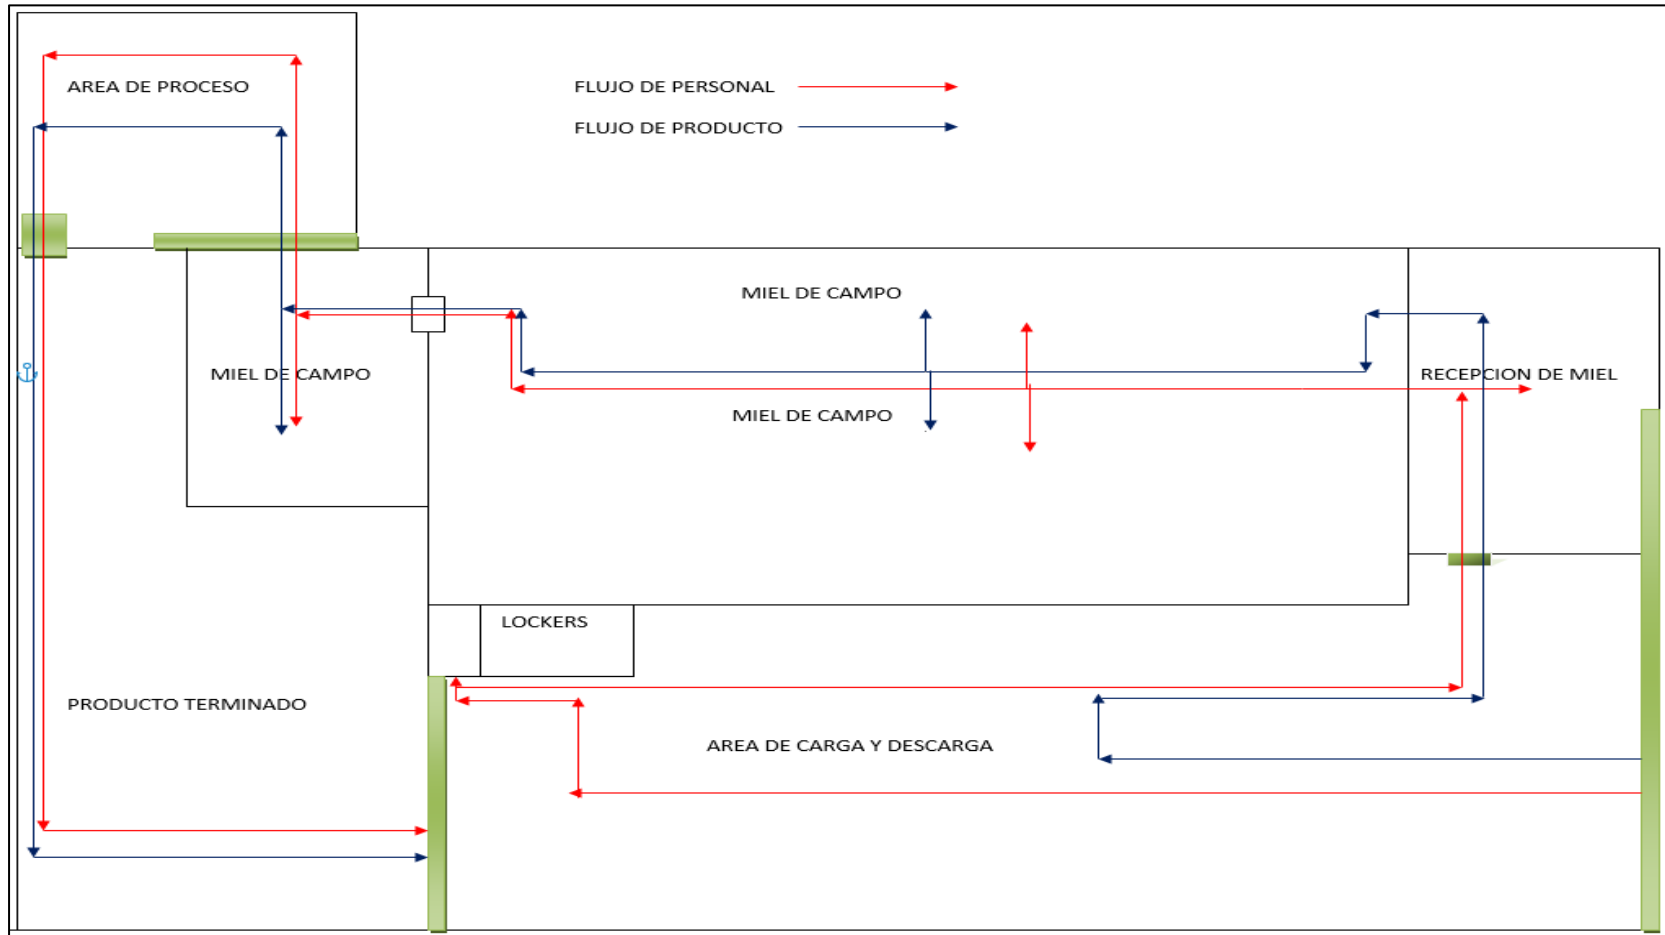 AREA DE PROCESO
FLUJO DE PERSONAL
FLUJO DE PRODUCTO
MIEL DE CAMPO
MIEL DE CAMPO
RECEPCION DE MIEL
MIEL DE CAMPO
LOCKERS
PRODUCTO TERMINADO
AREA DE CARGA Y DESCARGA